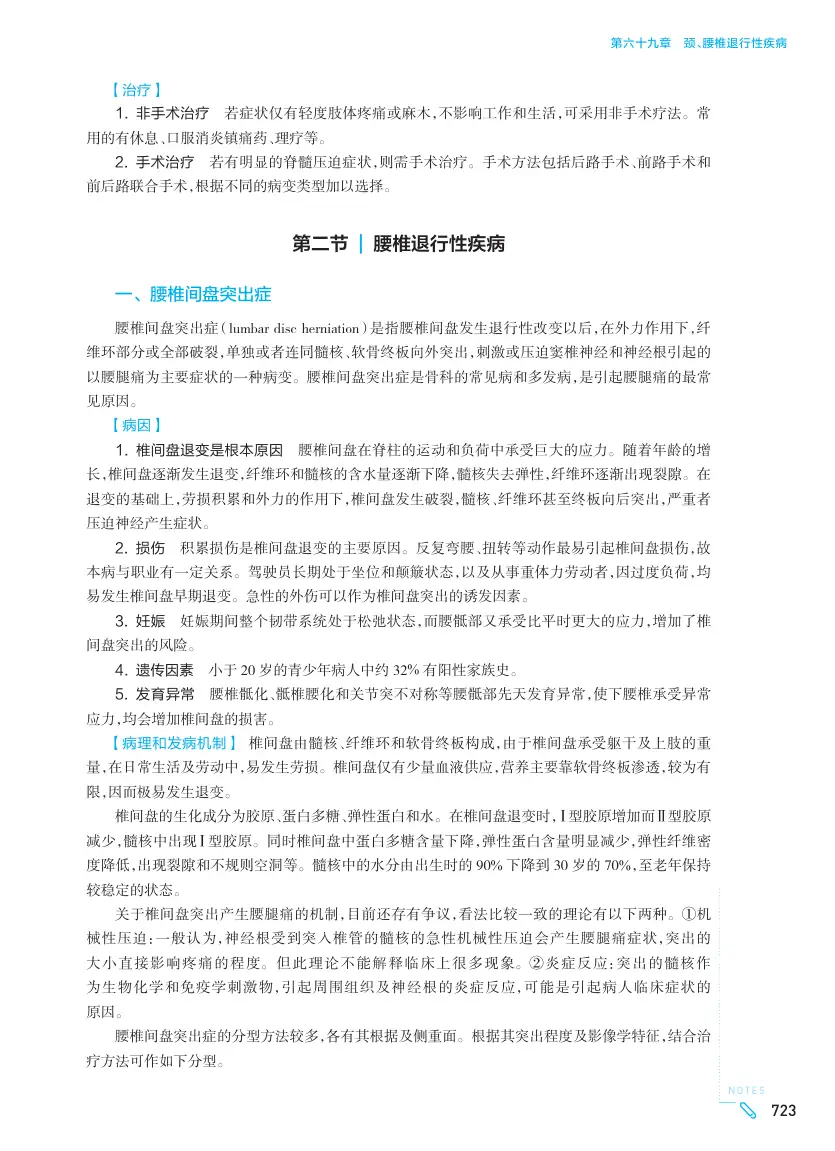 第六十九章　颈、腰椎退行性疾病
【治疗】
1. 非手术治疗　若症状仅有轻度肢体疼痛或麻木,不影响工作和生活,可采用非手术疗法。常
用的有休息、口服消炎镇痛药、理疗等。
2. 手术治疗　若有明显的脊髓压迫症状,则需手术治疗。手术方法包括后路手术、前路手术和
前后路联合手术,根据不同的病变类型加以选择。
第二节 | 腰椎退行性疾病
一、腰椎间盘突出症
腰椎间盘突出症(lumbar disc herniation)是指腰椎间盘发生退行性改变以后,在外力作用下,纤
维环部分或全部破裂,单独或者连同髓核、软骨终板向外突出,刺激或压迫窦椎神经和神经根引起的
以腰腿痛为主要症状的一种病变。腰椎间盘突出症是骨科的常见病和多发病,是引起腰腿痛的最常
见原因。
【病因】
1. 椎间盘退变是根本原因　腰椎间盘在脊柱的运动和负荷中承受巨大的应力。随着年龄的增
长,椎间盘逐渐发生退变,纤维环和髓核的含水量逐渐下降,髓核失去弹性,纤维环逐渐出现裂隙。在
退变的基础上,劳损积累和外力的作用下,椎间盘发生破裂,髓核、纤维环甚至终板向后突出,严重者
压迫神经产生症状。
2. 损伤　积累损伤是椎间盘退变的主要原因。反复弯腰、扭转等动作最易引起椎间盘损伤,故
本病与职业有一定关系。驾驶员长期处于坐位和颠簸状态,以及从事重体力劳动者,因过度负荷,均
易发生椎间盘早期退变。急性的外伤可以作为椎间盘突出的诱发因素。
3. 妊娠　妊娠期间整个韧带系统处于松弛状态,而腰骶部又承受比平时更大的应力,增加了椎
间盘突出的风险。
4. 遗传因素　小于 20 岁的青少年病人中约 32% 有阳性家族史。
5. 发育异常　腰椎骶化、骶椎腰化和关节突不对称等腰骶部先天发育异常,使下腰椎承受异常
应力,均会增加椎间盘的损害。
【病理和发病机制】 椎间盘由髓核、纤维环和软骨终板构成,由于椎间盘承受躯干及上肢的重
量,在日常生活及劳动中,易发生劳损。椎间盘仅有少量血液供应,营养主要靠软骨终板渗透,较为有
限,因而极易发生退变。
椎间盘的生化成分为胶原、蛋白多糖、弹性蛋白和水。在椎间盘退变时,Ⅰ型胶原增加而Ⅱ型胶原
减少,髓核中出现Ⅰ型胶原。同时椎间盘中蛋白多糖含量下降,弹性蛋白含量明显减少,弹性纤维密
度降低,出现裂隙和不规则空洞等。髓核中的水分由出生时的 90% 下降到 30 岁的 70%,至老年保持
较稳定的状态。
关于椎间盘突出产生腰腿痛的机制,目前还存有争议,看法比较一致的理论有以下两种。①机
械性压迫:一般认为,神经根受到突入椎管的髓核的急性机械性压迫会产生腰腿痛症状,突出的
大小直接影响疼痛的程度。但此理论不能解释临床上很多现象。②炎症反应:突出的髓核作
为生物化学和免疫学刺激物,引起周围组织及神经根的炎症反应,可能是引起病人临床症状的
原因。
腰椎间盘突出症的分型方法较多,各有其根据及侧重面。根据其突出程度及影像学特征,结合治
疗方法可作如下分型。
NOTES
723